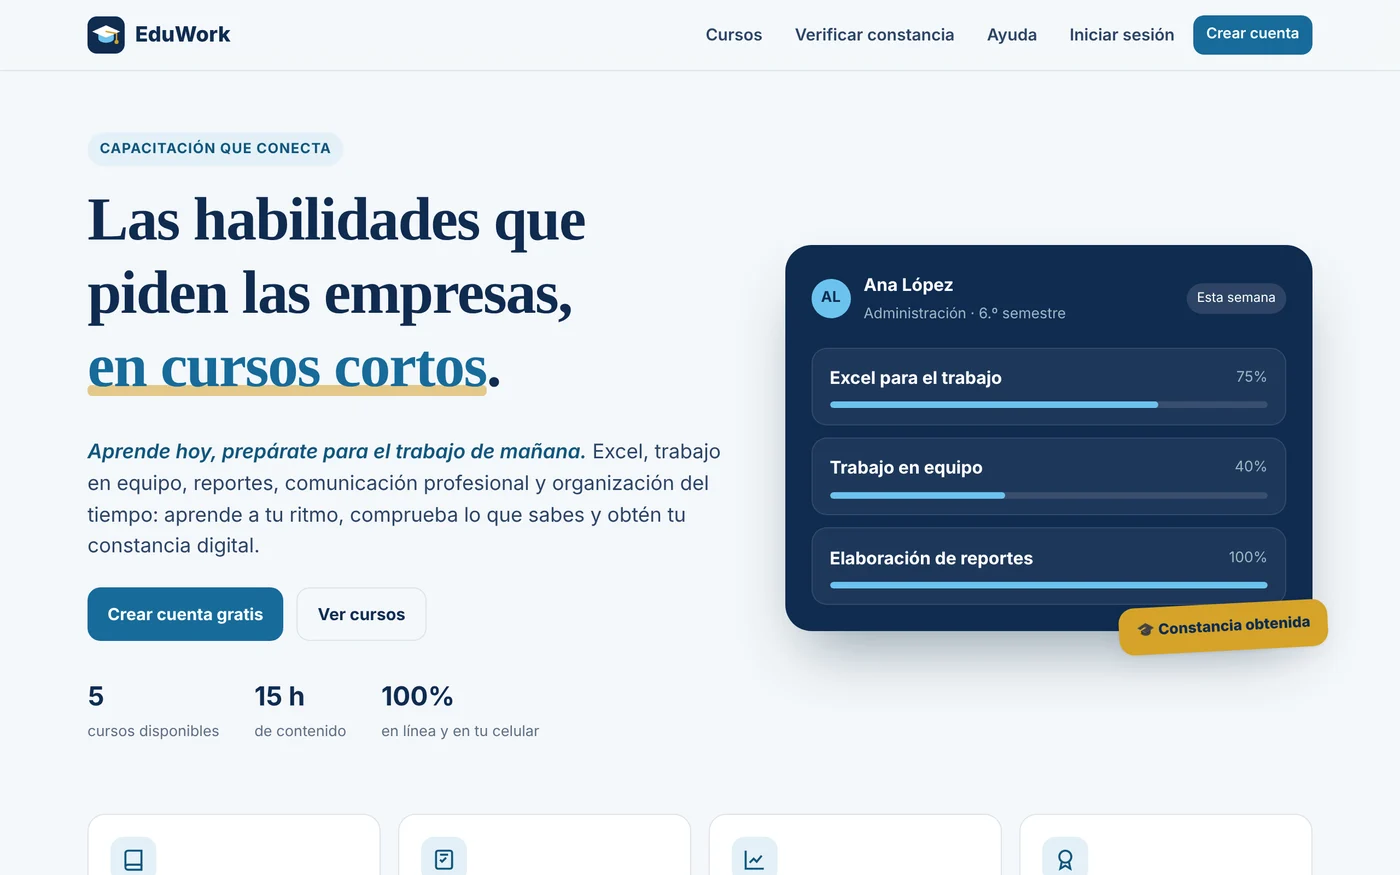 EduWork
Cursos
Verificar constancia
Ayuda
Iniciar sesión
Crear cuenta
CAPACITACIÓN QUE CONECTA
Las habilidades que
piden las empresas,
en cursos cortos.
Aprende hoy, prepárate para el trabajo de mañana. Excel, trabajo
en equipo, reportes, comunicación profesional y organización del
tiempo: aprende a tu ritmo, comprueba lo que sabes y obtén tu
constancia digital.
Crear cuenta gratis
Ver cursos
5
cursos disponibles
15 h
de contenido
100%
en línea y en tu celular
AL
Ana López
Administración · 6.º semestre
Esta semana
Excel para el trabajo
75%
Trabajo en equipo
40%
Elaboración de reportes
100%
Constancia obtenida